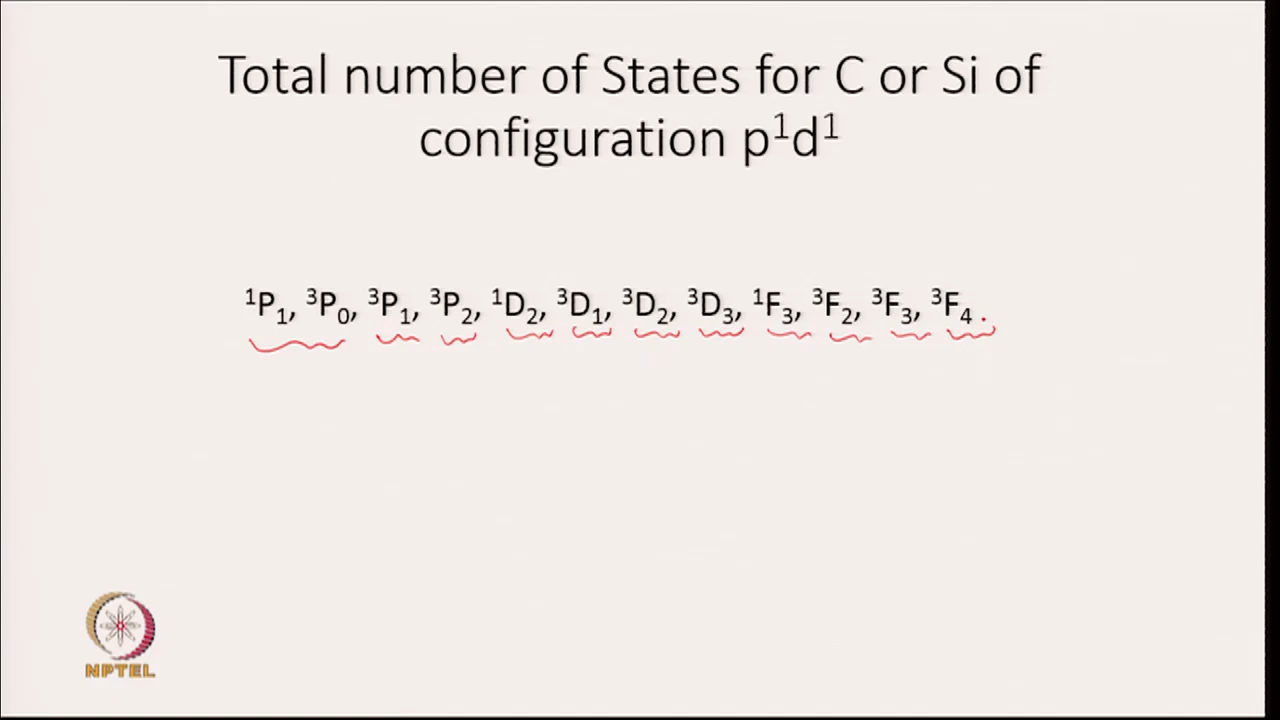 Total number of States for C or Si of
configuration p¹d¹
¹P₁, ³P₀, ³P₁, ³P₂, ¹D₂, ³D₁, ³D₂, ³D₃, ¹F₃, ³F₂, ³F₃, ³F₄.
NPTEL